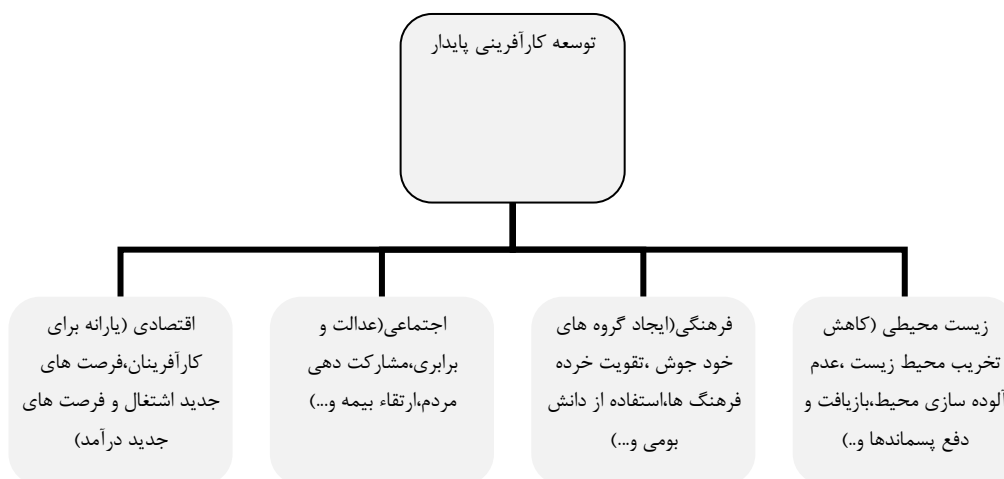 توسعه کارآفرینی پایدار
زیست محیطی (کاهش
تخریب محیط زیست ،عدم
آلوده سازی محیط،بازیافت و
دفع پسماندها و..)
فرهنگی(ایجاد گروه های
خود جوش ،تقویت خرده
فرهنگ ها،استفاده از دانش
بومی و...)
اجتماعی(عدالت و
برابری،مشارکت دهی
مردم،ارتقاء بیمه و...)
اقتصادی (یارانه برای
کارآفرینان،فرصت های
جدید اشتغال و فرصت های
جدید درآمد)